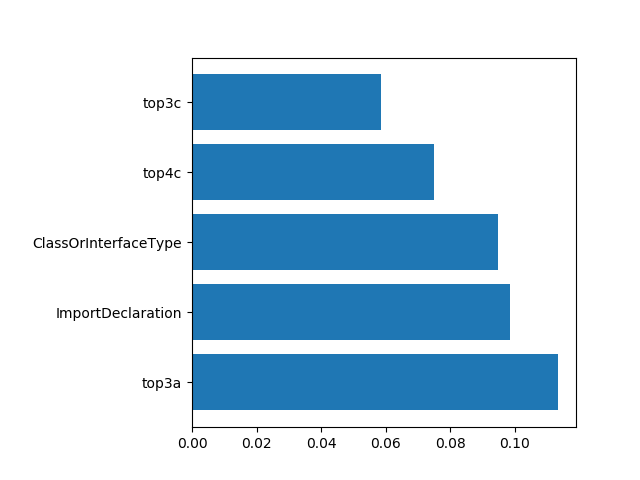 top3c
top4c
ClassOrInterfaceType
ImportDeclaration
top3a
0.00 0.02 0.04 0.06 0.08 0.10